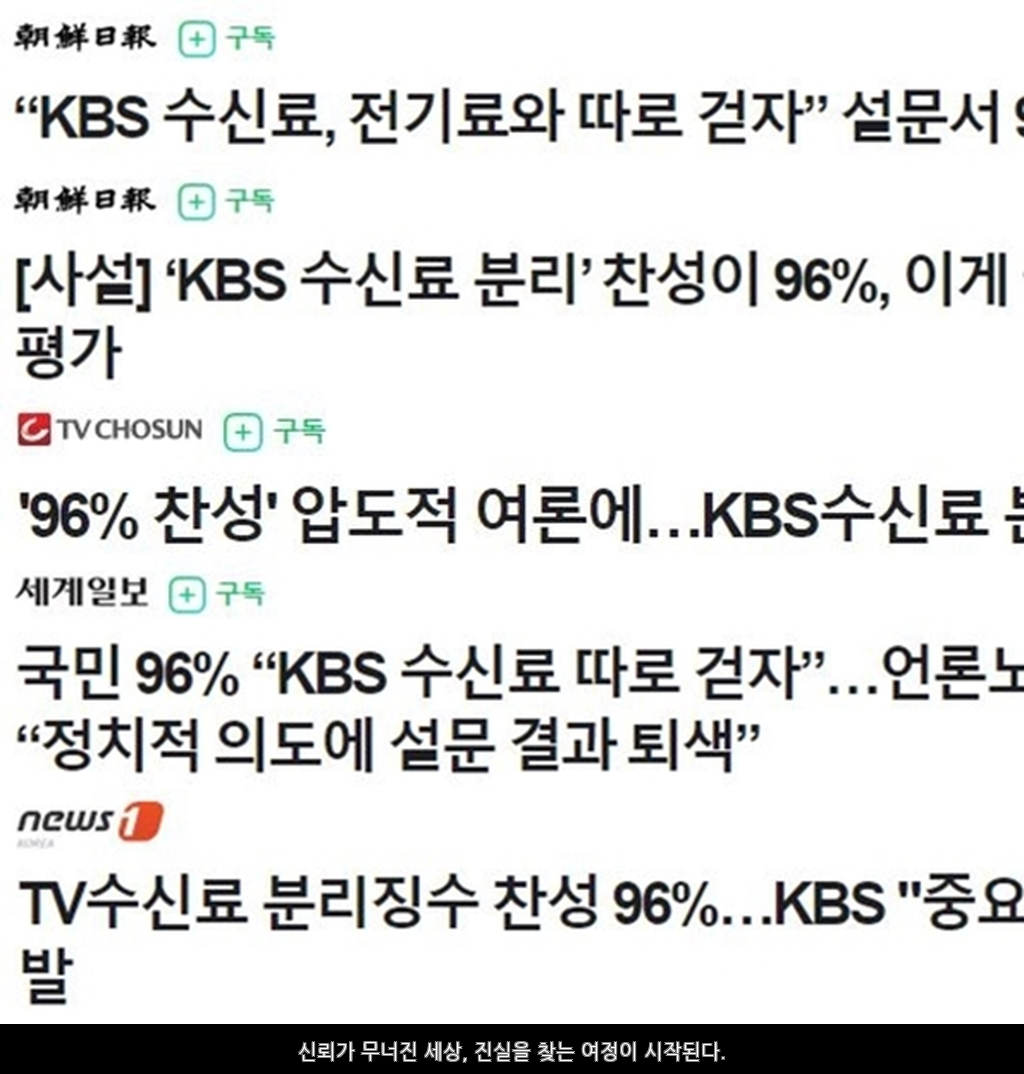 朝鮮日報 + 구독
“KBS 수신료, 전기료와 따로 걷자” 설문서
朝鮮日報 + 구독
[사설] ‘KBS 수신료 분리’ 찬성이 96%, 이게
평가
TV CHOSUN + 구독
'96% 찬성' 압도적 여론에…KBS수신료
세계일보 + 구독
국민 96% “KBS 수신료 따로 걷자”…언론노
“정치적 의도에 설문 결과 퇴색”
news1
KOREA
TV수신료 분리징수 찬성 96%…KBS "중요
발
신뢰가 무너진 세상, 진실을 찾는 여정이 시작된다.